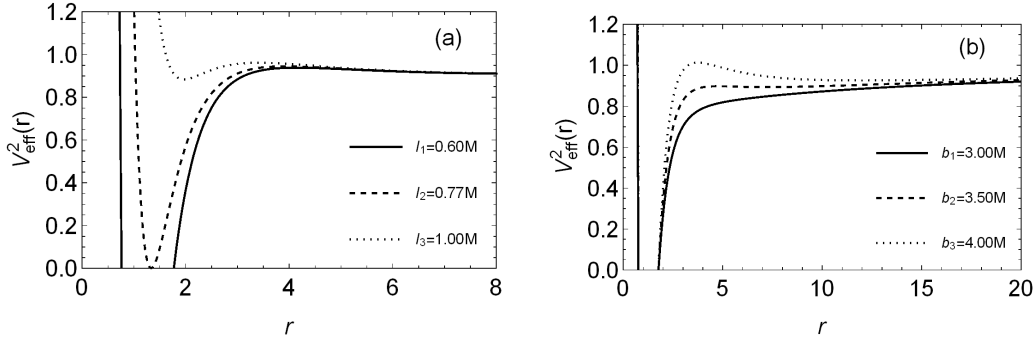 (a)
V²eff(r)
1.2
1.0
0.8
0.6
0.4
0.2
0.0
l₁=0.60M
l₂=0.77M
l₃=1.00M
0 2 4 6 8
r
(b)
V²eff(r)
1.2
1.0
0.8
0.6
0.4
0.2
0.0
b₁=3.00M
b₂=3.50M
b₃=4.00M
0 5 10 15 20
r